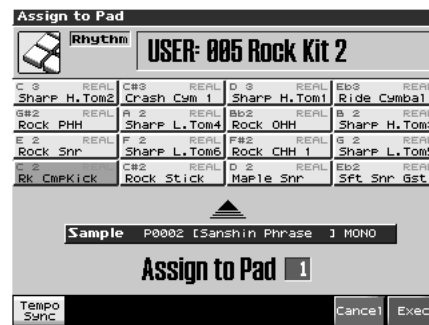 Assign to Pad
Rhythm
USER: 005 Rock Kit 2
C 3 REAL C#3 REAL D 3 REAL Eb3 REAL
Sharp H.Tom2 Crash Cym 1 Sharp H.Tom1 Ride Cymbal
G#2 REAL A 2 REAL Bb2 REAL B 2 REAL
Rock PHH Sharp L.Tom4 Rock OHH Sharp H.Tom3
E 2 REAL F 2 REAL F#2 REAL G 2 REAL
Rock Snr Sharp L.Tom6 Rock CHH 1 Sharp L.Tom5
C 2 REAL C#2 REAL D 2 REAL Eb2 REAL
Rk CmpKick Rock Stick Maple Snr Sft Snr Gst
Sample P0002 [Sanshin Phrase ] MONO
Assign to Pad 1
Tempo
Sync
Cancel Exec